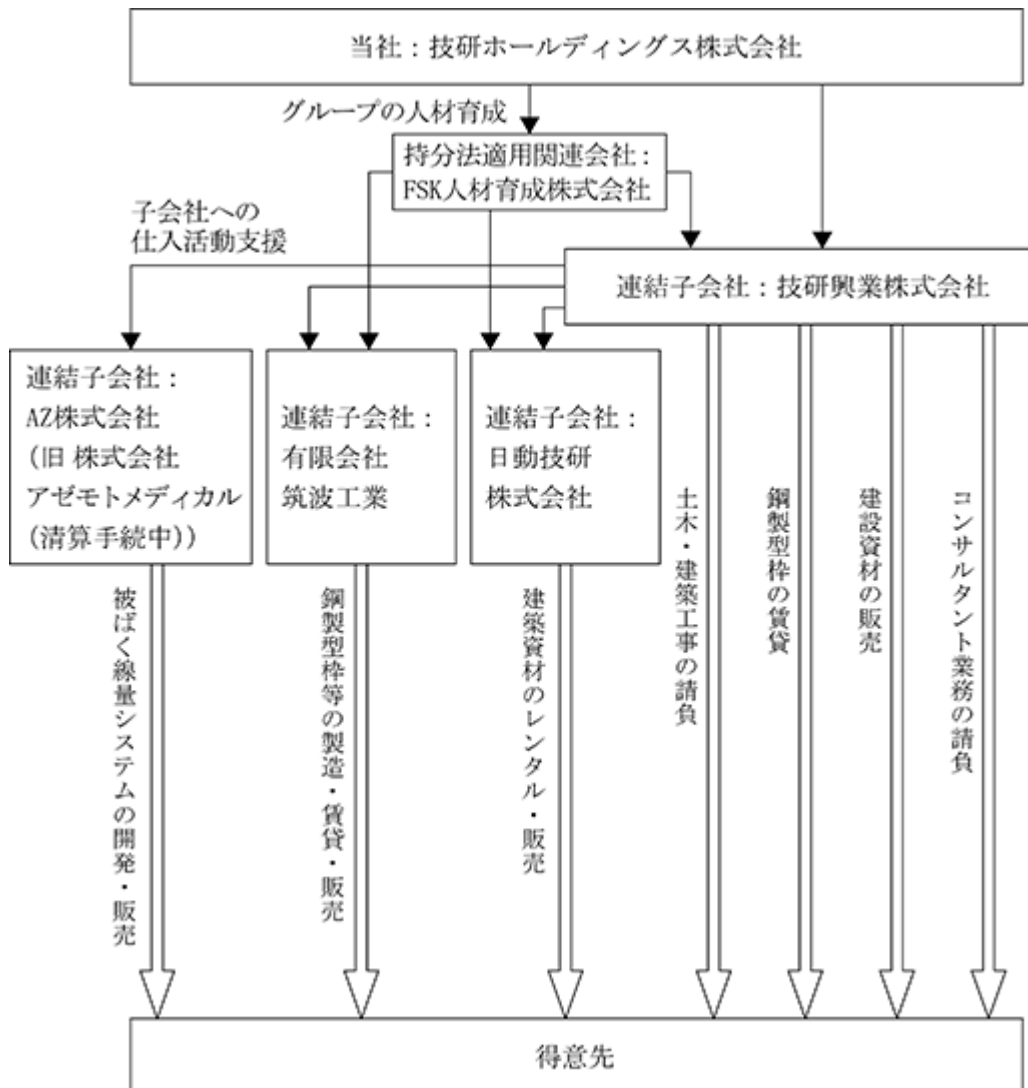 当社：技研ホールディングス株式会社
グループの人材育成
持分法適用関連会社：
FSK人材育成株式会社
子会社への
仕入活動支援
連結子会社：技研興業株式会社
連結子会社：
AZ株式会社
(旧 株式会社
アゼモトメディカル
(清算手続中))
連結子会社：
有限会社
筑波工業
連結子会社：
日動技研
株式会社
被ばく線量システムの開発・販売
鋼製型枠等の製造・賃貸・販売
建築資材のレンタル・販売
土木・建築工事の請負
鋼製型枠の賃貸
建設資材の販売
コンサルタント業務の請負
得意先